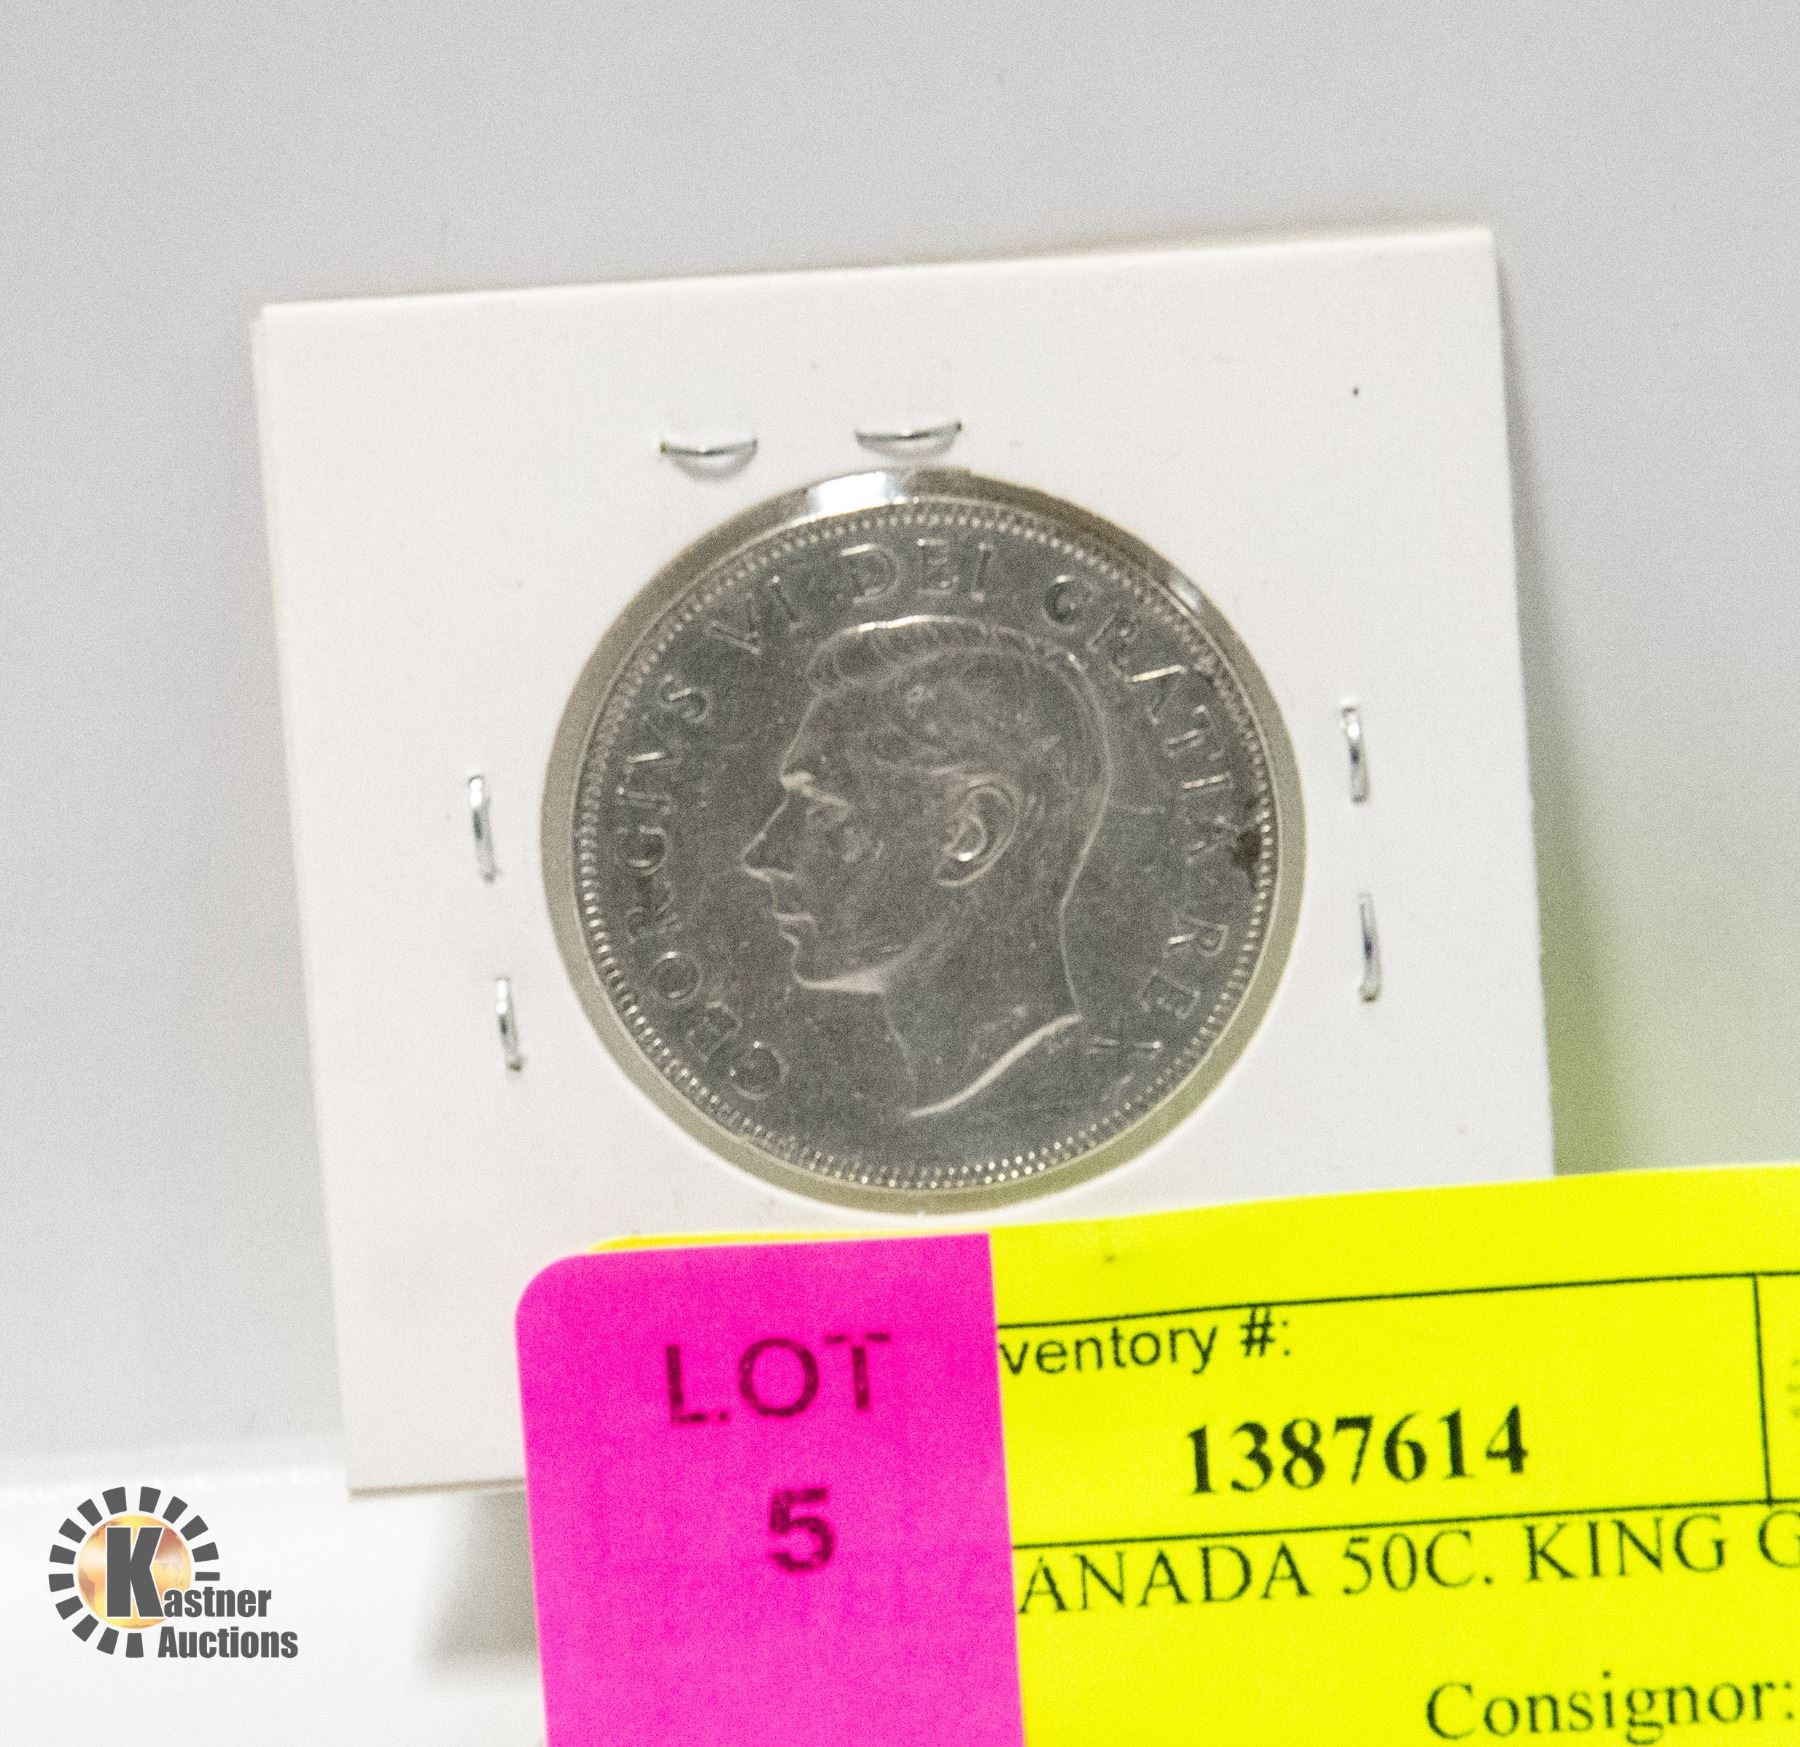 GEORGIVS VI DEI GRATIA REX
LOT
5
ventory #:
1387614
ANADA 50C. KING G
Consignor:
Kastner
Auctions